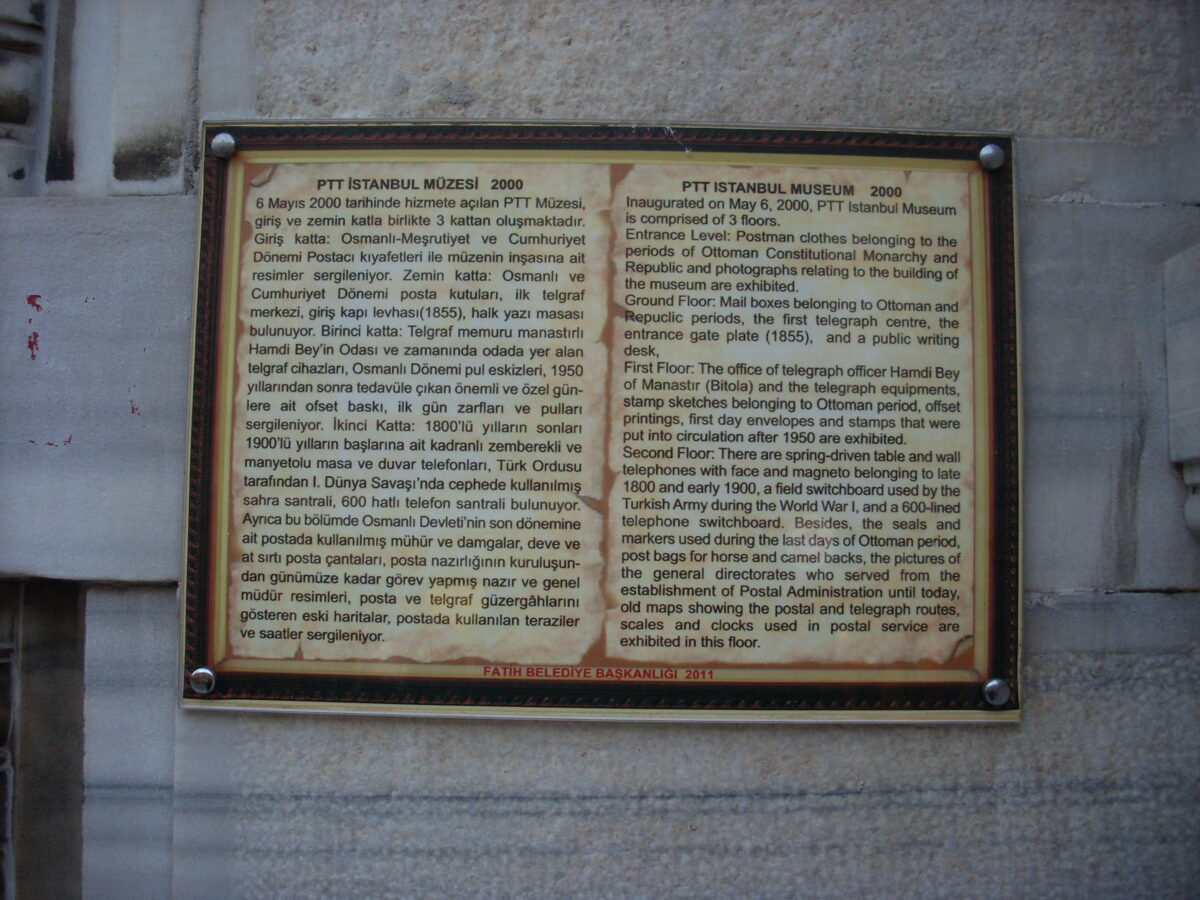 PTT İSTANBUL MÜZESİ 2000
6 Mayıs 2000 tarihinde hizmete açılan PTT Müzesi,
giriş ve zemin katla birlikte 3 kattan oluşmaktadır.
Giriş katta: Osmanlı-Meşrutiyet ve Cumhuriyet
Dönemi Postacı kıyafetleri ile müzenin inşasına ait
resimler sergileniyor. Zemin katta: Osmanlı ve
Cumhuriyet Dönemi posta kutuları, ilk telgraf
merkezi, giriş kapı levhası(1855), halk yazı masası
bulunuyor. Birinci katta: Telgraf memuru manastırlı
Hamdi Bey'in Odası ve zamanında odada yer alan
telgraf cihazları, Osmanlı Dönemi pul eskizleri, 1950
yıllarından sonra tedavüle çıkan önemli ve özel gün-
lere ait ofset baskı, ilk gün zarfları ve pulları
sergileniyor. İkinci Katta: 1800'lü yılların sonları
1900'lü yılların başlarına ait kadranlı zemberekli ve
manyetolu masa ve duvar telefonları, Türk Ordusu
tarafından I. Dünya Savaşı'nda cephede kullanılmış
sahra santrali, 600 hatlı telefon santrali bulunuyor.
Ayrıca bu bölümde Osmanlı Devleti'nin son dönemine
ait postada kullanılmış mühür ve damgalar, deve ve
at sırtı posta çantaları, posta nazırlığının kuruluşun-
dan günümüze kadar görev yapmış nazır ve genel
müdür resimleri, posta ve telgraf güzergâhlarını
gösteren eski haritalar, postada kullanılan teraziler
ve saatler sergileniyor.
PTT ISTANBUL MUSEUM 2000
Inaugurated on May 6, 2000, PTT Istanbul Museum
is comprised of 3 floors.
Entrance Level: Postman clothes belonging to the
periods of Ottoman Constitutional Monarchy and
Republic and photographs relating to the building of
the museum are exhibited.
Ground Floor: Mail boxes belonging to Ottoman and
Repuclic periods, the first telegraph centre, the
entrance gate plate (1855), and a public writing
desk,
First Floor: The office of telegraph officer Hamdi Bey
of Manastır (Bitola) and the telegraph equipments,
stamp sketches belonging to Ottoman period, offset
printings, first day envelopes and stamps that were
put into circulation after 1950 are exhibited.
Second Floor: There are spring-driven table and wall
telephones with face and magneto belonging to late
1800 and early 1900, a field switchboard used by the
Turkish Army during the World War I, and a 600-lined
telephone switchboard. Besides, the seals and
markers used during the last days of Ottoman period,
post bags for horse and camel backs, the pictures of
the general directorates who served from the
establishment of Postal Administration until today,
old maps showing the postal and telegraph routes,
scales and clocks used in postal service are
exhibited in this floor.
FATİH BELEDİYE BAŞKANLIĞI 2011